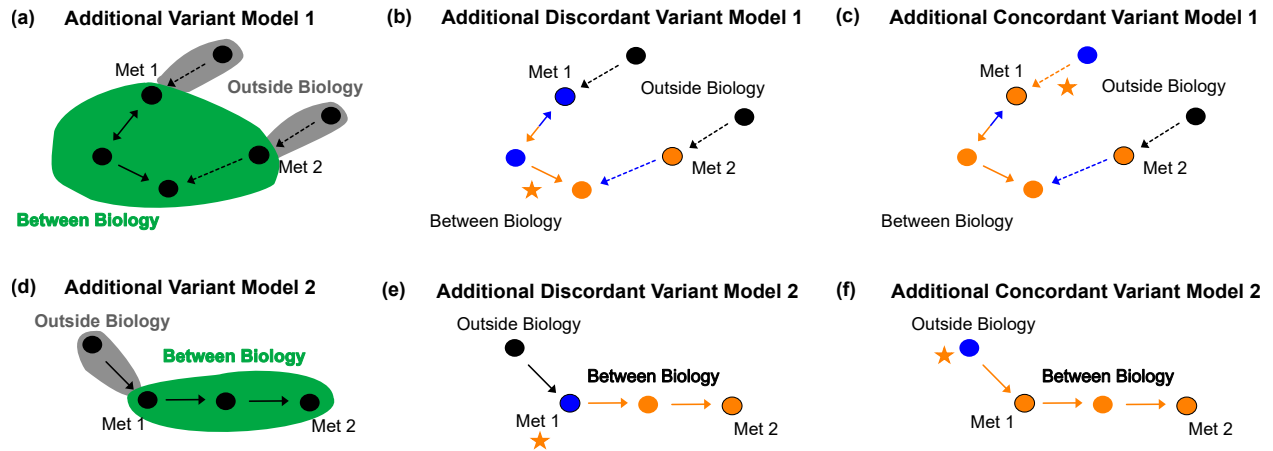 (a) Additional Variant Model 1
Met 1
Outside Biology
Met 2
Between Biology
(b) Additional Discordant Variant Model 1
Met 1
Outside Biology
Met 2
Between Biology
(c) Additional Concordant Variant Model 1
Met 1
Outside Biology
Met 2
Between Biology
(d) Additional Variant Model 2
Outside Biology
Between Biology
Met 1
Met 2
(e) Additional Discordant Variant Model 2
Outside Biology
Between Biology
Met 1
Met 2
(f) Additional Concordant Variant Model 2
Outside Biology
Between Biology
Met 1
Met 2